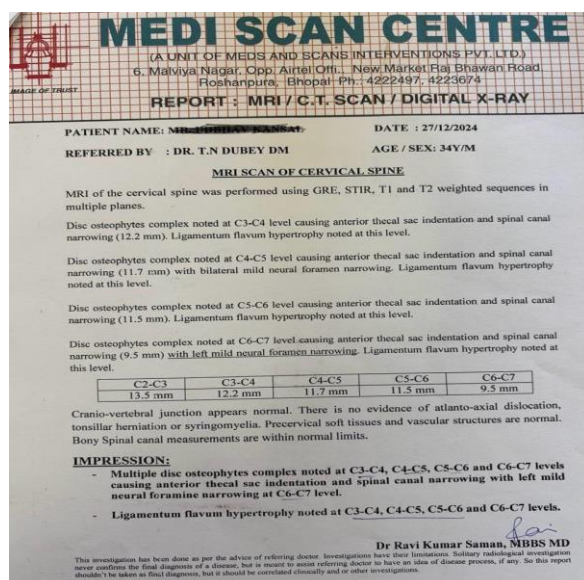 MEDI SCAN CENTRE
(A UNIT OF MEDS AND SCANS INTERVENTIONS PVT. LTD.)
6, Malviya Nagar, Opp. Airtel Offi., New Market Raj Bhawan Road
Roshanpura, Bhopal Ph.: 4222497, 4223674
IMAGE OF TRUST
REPORT : MRI / C.T. SCAN / DIGITAL X-RAY
PATIENT NAME: DATE : 27/12/2024
REFERRED BY : DR. T.N DUBEY DM AGE / SEX: 34Y/M
MRI SCAN OF CERVICAL SPINE
MRI of the cervical spine was performed using GRE, STIR, T1 and T2 weighted sequences in
multiple planes.
Disc osteophytes complex noted at C3-C4 level causing anterior thecal sac indentation and spinal canal
narrowing (12.2 mm). Ligamentum flavum hypertrophy noted at this level.
Disc osteophytes complex noted at C4-C5 level causing anterior thecal sac indentation and spinal canal
narrowing (11.7 mm) with bilateral mild neural foramen narrowing. Ligamentum flavum hypertrophy
noted at this level.
Disc osteophytes complex noted at C5-C6 level causing anterior thecal sac indentation and spinal canal
narrowing (11.5 mm). Ligamentum flavum hypertrophy noted at this level.
Disc osteophytes complex noted at C6-C7 level causing anterior thecal sac indentation and spinal canal
narrowing (9.5 mm) with left mild neural foramen narrowing. Ligamentum flavum hypertrophy noted at
this level.
C2-C3 C3-C4 C4-C5 C5-C6 C6-C7
13.5 mm 12.2 mm 11.7 mm 11.5 mm 9.5 mm
Cranio-vertebral junction appears normal. There is no evidence of atlanto-axial dislocation,
tonsillar herniation or syringomyelia. Precervical soft tissues and vascular structures are normal.
Bony Spinal canal measurements are within normal limits.
IMPRESSION:
- Multiple disc osteophytes complex noted at C3-C4, C4-C5, C5-C6 and C6-C7 levels
causing anterior thecal sac indentation and spinal canal narrowing with left mild
neural foramine narrowing at C6-C7 level.
- Ligamentum flavum hypertrophy noted at C3-C4, C4-C5, C5-C6 and C6-C7 levels.
Dr Ravi Kumar Saman, MBBS MD
This investigation has been done as per the advice of referring doctor. Investigations have their limitations. Solitary radiological investigation
never confirms the final diagnosis of a disease, but is meant to assist referring doctor to have an idea of disease process, if any. So this report
shouldn't be taken as final diagnosis, but it should be correlated clinically and or other investigations.